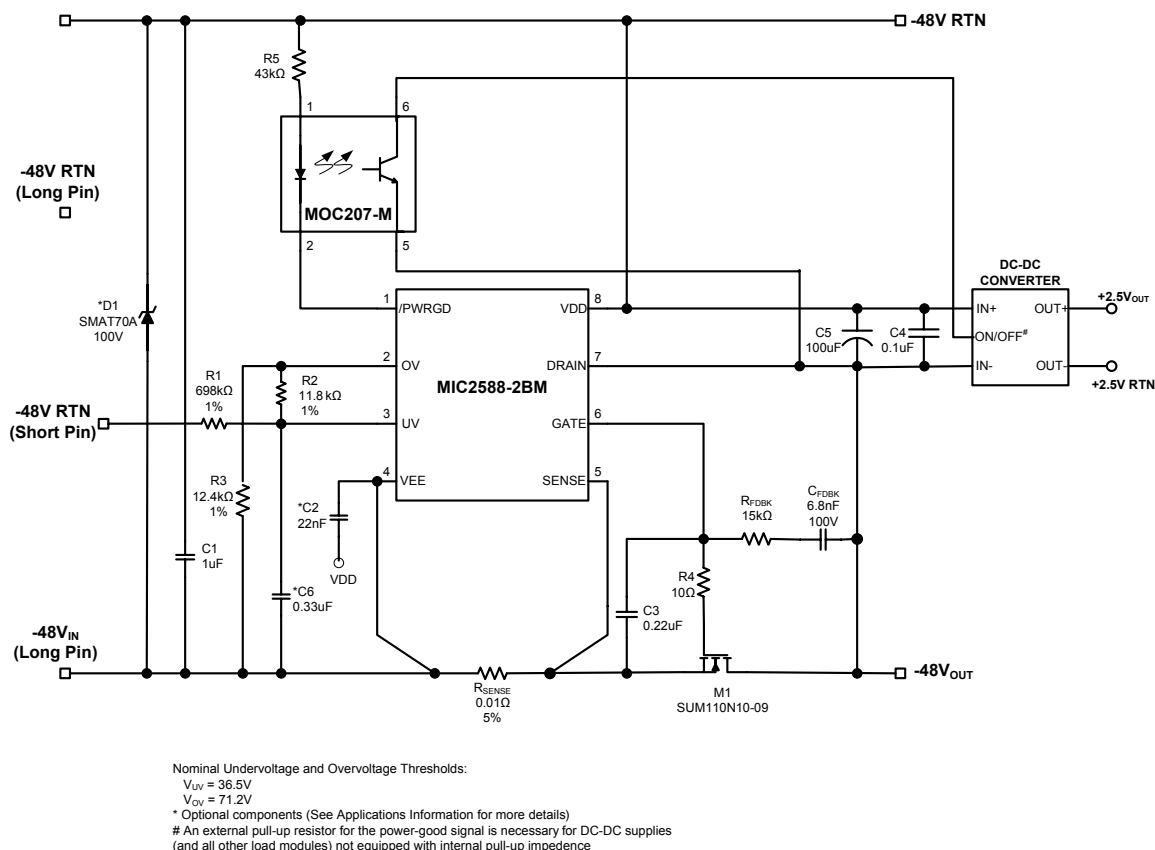 -48V RTN
R5
43kΩ
1
6
-48V RTN
(Long Pin)
MOC207-M
2
5
DC-DC
CONVERTER
*D1
SMAT70A
100V
1
/PWRGD
VDD
8
IN+
OUT+
+2.5VOUT
C5
100uF
C4
0.1uF
ON/OFF#
2
OV
DRAIN
7
IN-
OUT-
+2.5V RTN
R1
698kΩ
1%
R2
11.8 kΩ
1%
MIC2588-2BM
-48V RTN
(Short Pin)
3
UV
GATE
6
4
VEE
SENSE
5
R3
12.4kΩ
1%
*C2
22nF
VDD
RFDBK
15kΩ
CFDBK
6.8nF
100V
C1
1uF
*C6
0.33uF
R4
10Ω
C3
0.22uF
-48VIN
(Long Pin)
-48VOUT
RSENSE
0.01Ω
5%
M1
SUM110N10-09
Nominal Undervoltage and Overvoltage Thresholds:
VUV = 36.5V
VOV = 71.2V
* Optional components (See Applications Information for more details)
# An external pull-up resistor for the power-good signal is necessary for DC-DC supplies
(and all other load modules) not equipped with internal pull-up impedence